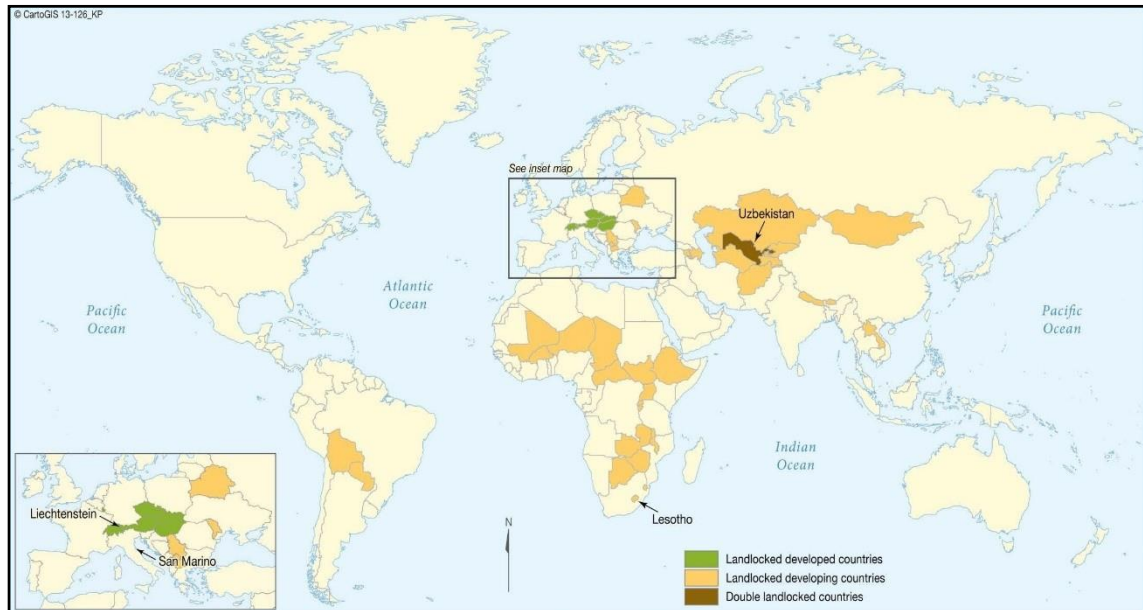 © CartoGIS 13-126_KP
See inset map
Uzbekistan
Atlantic
Ocean
Pacific
Ocean
Pacific
Ocean
Indian
Ocean
Liechtenstein
San Marino
Lesotho
N
Landlocked developed countries
Landlocked developing countries
Double landlocked countries